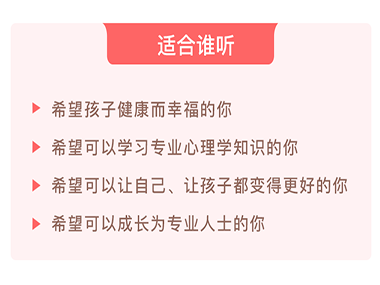 适合谁听
希望孩子健康而幸福的你
希望可以学习专业心理学知识的你
希望可以让自己、让孩子都变得更好的你
希望可以成长为专业人士的你